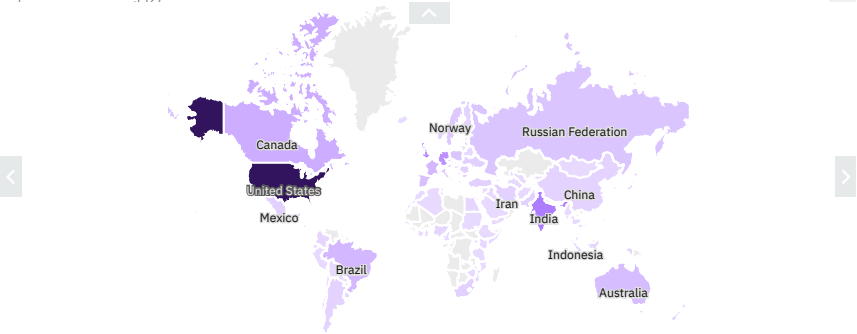 Norway
Russian Federation
Canada
United States
China
Iran
Mexico
India
Indonesia
Brazil
Australia